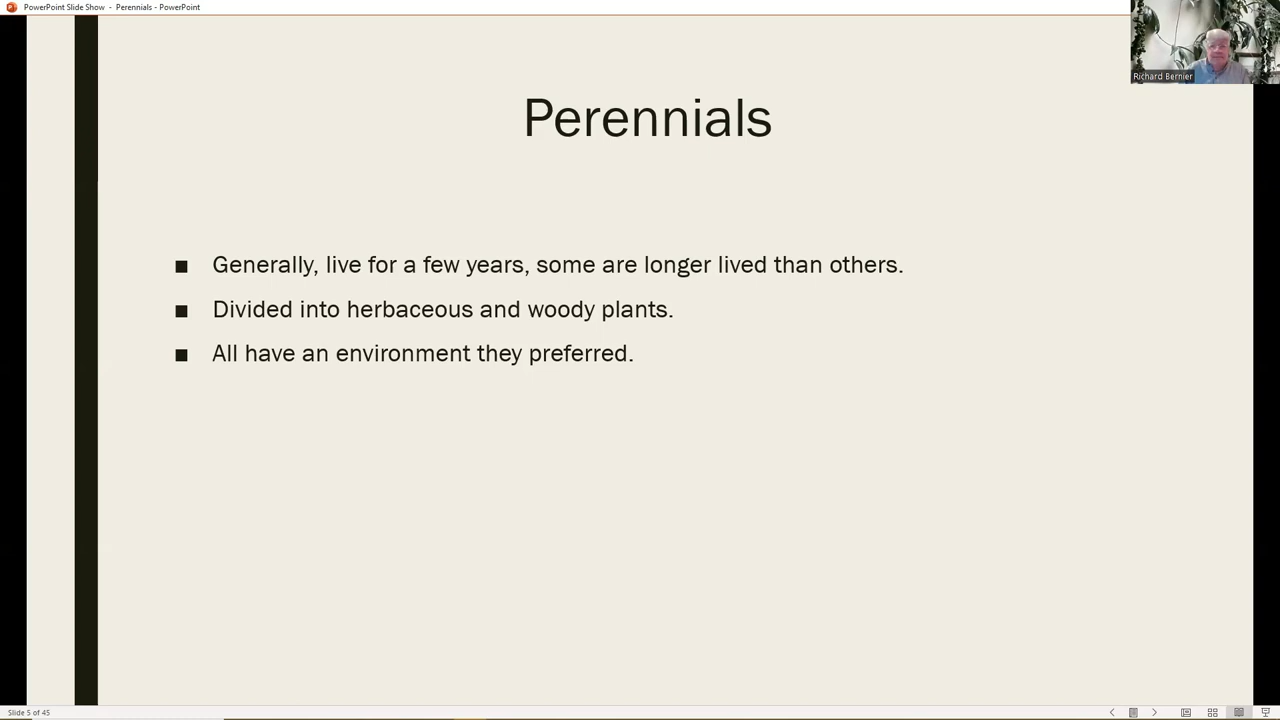 PowerPoint Slide Show - Perennials - PowerPoint
Richard Bernier
Perennials
■ Generally, live for a few years, some are longer lived than others.
■ Divided into herbaceous and woody plants.
■ All have an environment they preferred.
Slide 5 of 45